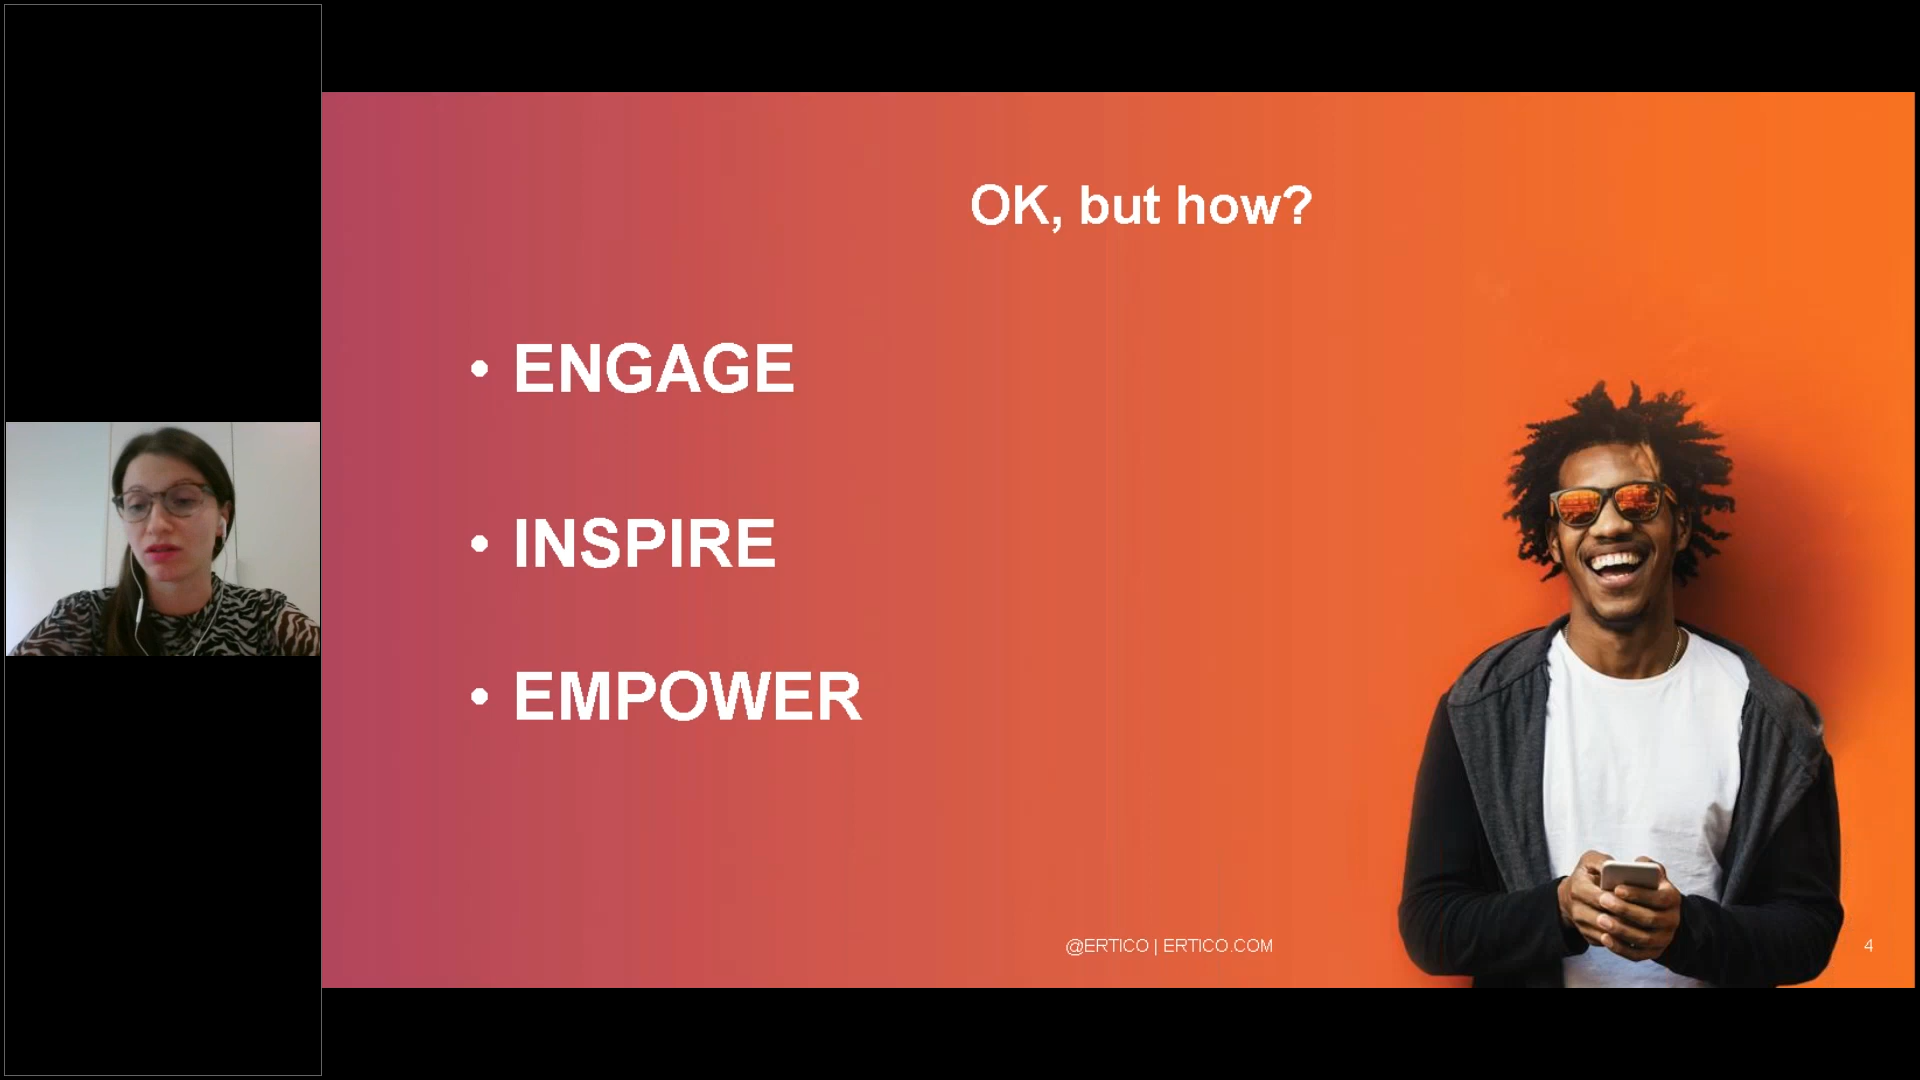 OK, but how?
• ENGAGE
• INSPIRE
• EMPOWER
@ERTICO | ERTICO.COM
4